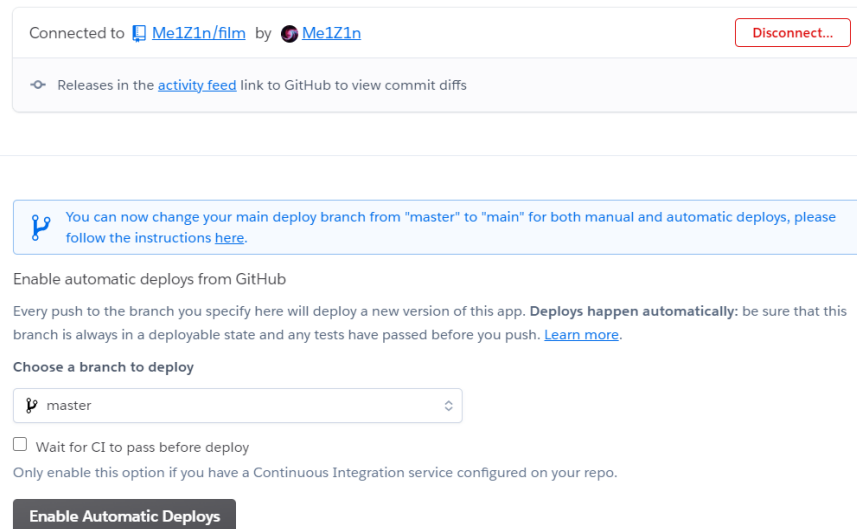 Connected to Me1Z1n/film by Me1Z1n Disconnect...
Releases in the activity feed link to GitHub to view commit diffs
You can now change your main deploy branch from "master" to "main" for both manual and automatic deploys, please
follow the instructions here.
Enable automatic deploys from GitHub
Every push to the branch you specify here will deploy a new version of this app. Deploys happen automatically: be sure that this
branch is always in a deployable state and any tests have passed before you push. Learn more.
Choose a branch to deploy
master
Wait for CI to pass before deploy
Only enable this option if you have a Continuous Integration service configured on your repo.
Enable Automatic Deploys